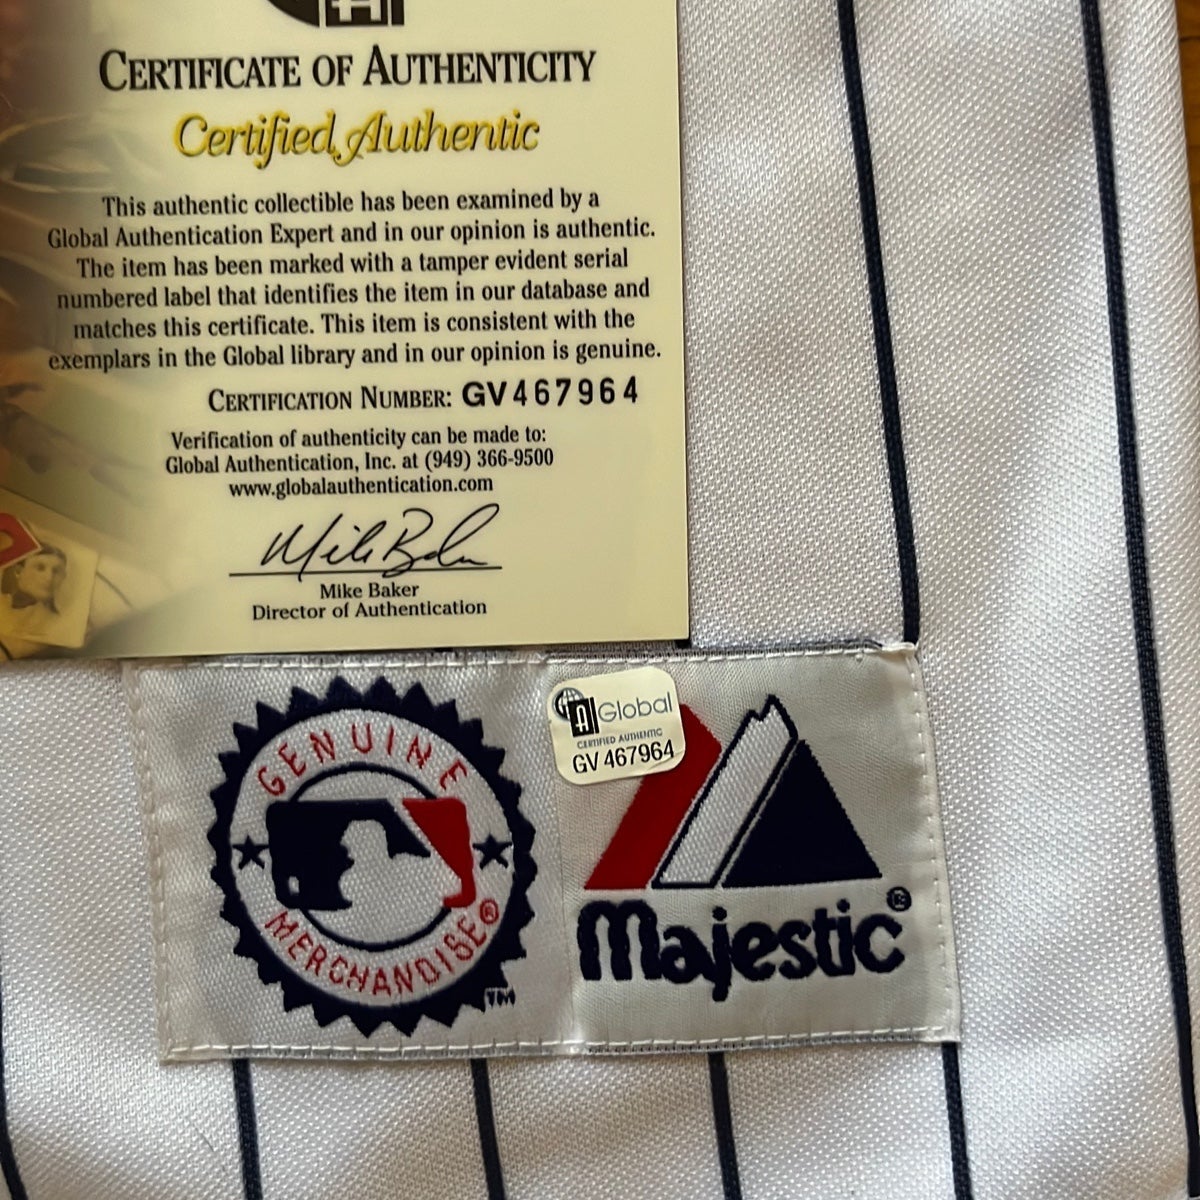 A
CERTIFICATE OF AUTHENTICITY
Certified Authentic
This authentic collectible has been examined by a
Global Authentication Expert and in our opinion is authentic.
The item has been marked with a tamper evident serial
numbered label that identifies the item in our database and
matches this certificate. This item is consistent with the
exemplars in the Global library and in our opinion is genuine.
CERTIFICATION NUMBER: GV467964
Verification of authenticity can be made to:
Global Authentication, Inc. at (949) 366-9500
www.globalauthentication.com
Mike Baker
Mike Baker
Director of Authentication
GENUINE
MERCHANDISE®
TM
A Global
CERTIFIED AUTHENTIC
GV 467964
Majestic®